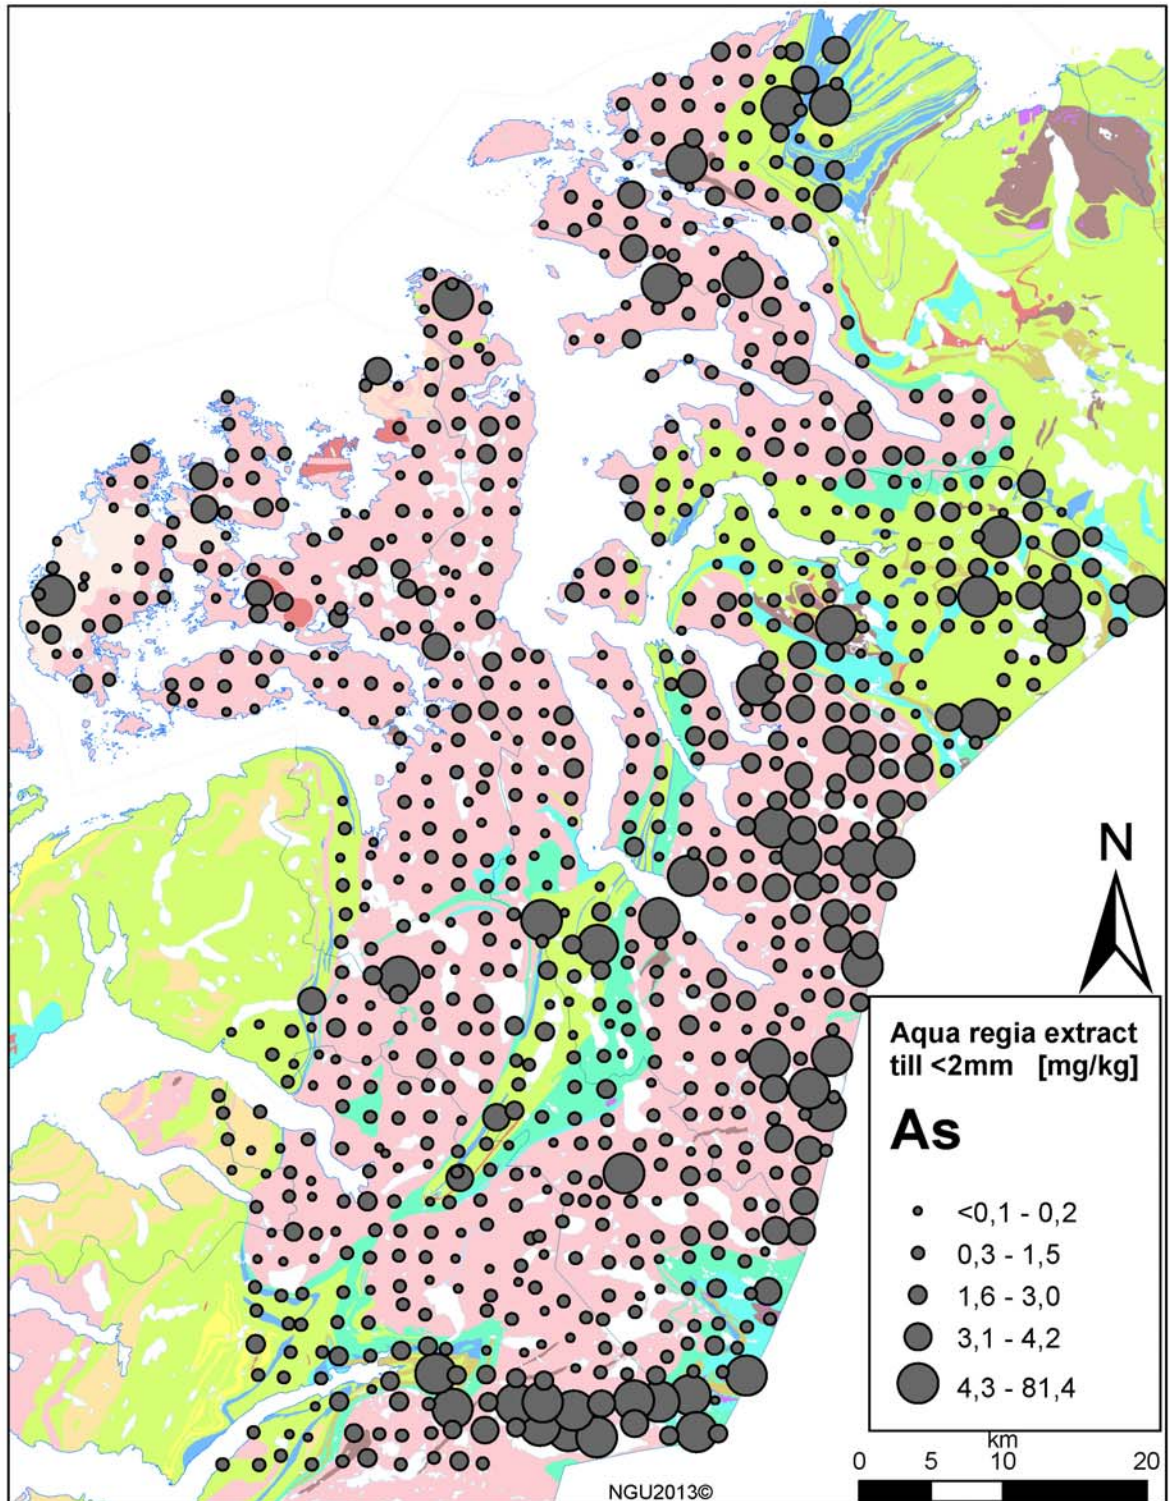 N
Aqua regia extract
till <2mm [mg/kg]
As
<0,1 - 0,2
0,3 - 1,5
1,6 - 3,0
3,1 - 4,2
4,3 - 81,4
km
0 5 10 20
NGU2013©